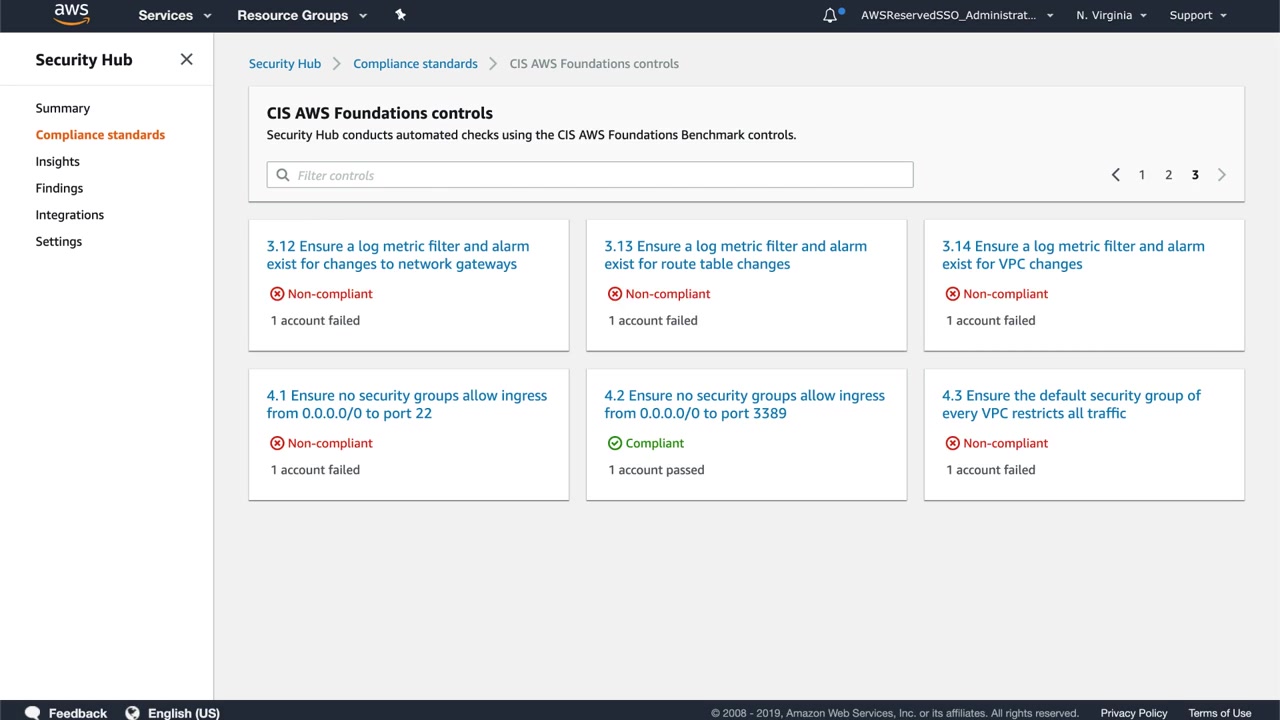 aws Services Resource Groups AWSReservedSSO_Administrat... N. Virginia Support
Security Hub
Summary
Compliance standards
Insights
Findings
Integrations
Settings
Security Hub Compliance standards CIS AWS Foundations controls
CIS AWS Foundations controls
Security Hub conducts automated checks using the CIS AWS Foundations Benchmark controls.
Filter controls
1 2 3
3.12 Ensure a log metric filter and alarm
exist for changes to network gateways
Non-compliant
1 account failed
3.13 Ensure a log metric filter and alarm
exist for route table changes
Non-compliant
1 account failed
3.14 Ensure a log metric filter and alarm
exist for VPC changes
Non-compliant
1 account failed
4.1 Ensure no security groups allow ingress
from 0.0.0.0/0 to port 22
Non-compliant
1 account failed
4.2 Ensure no security groups allow ingress
from 0.0.0.0/0 to port 3389
Compliant
1 account passed
4.3 Ensure the default security group of
every VPC restricts all traffic
Non-compliant
1 account failed
Feedback English (US) © 2008 - 2019, Amazon Web Services, Inc. or its affiliates. All rights reserved. Privacy Policy Terms of Use